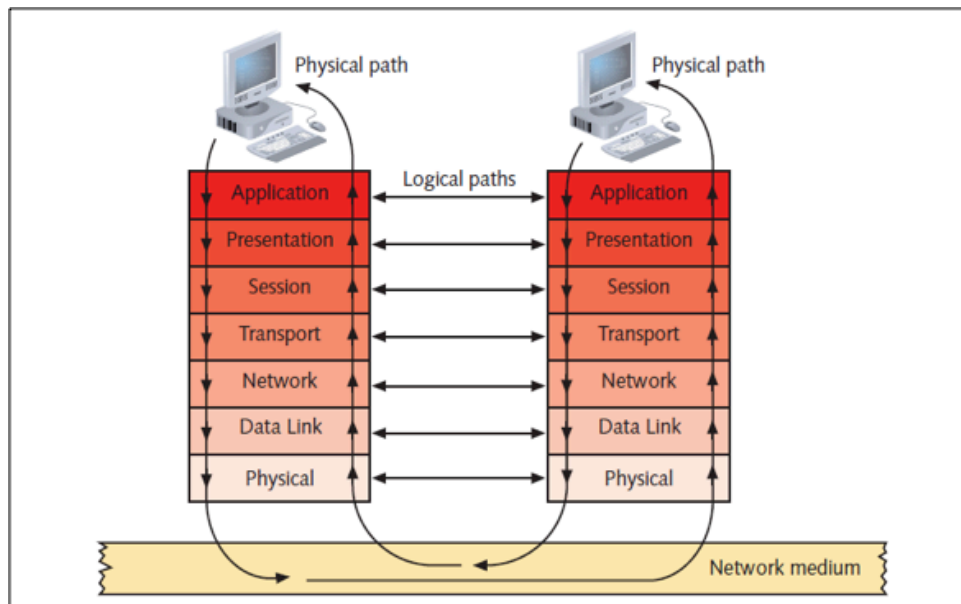 Physical path
Physical path
Logical paths
Application
Application
Presentation
Presentation
Session
Session
Transport
Transport
Network
Network
Data Link
Data Link
Physical
Physical
Network medium